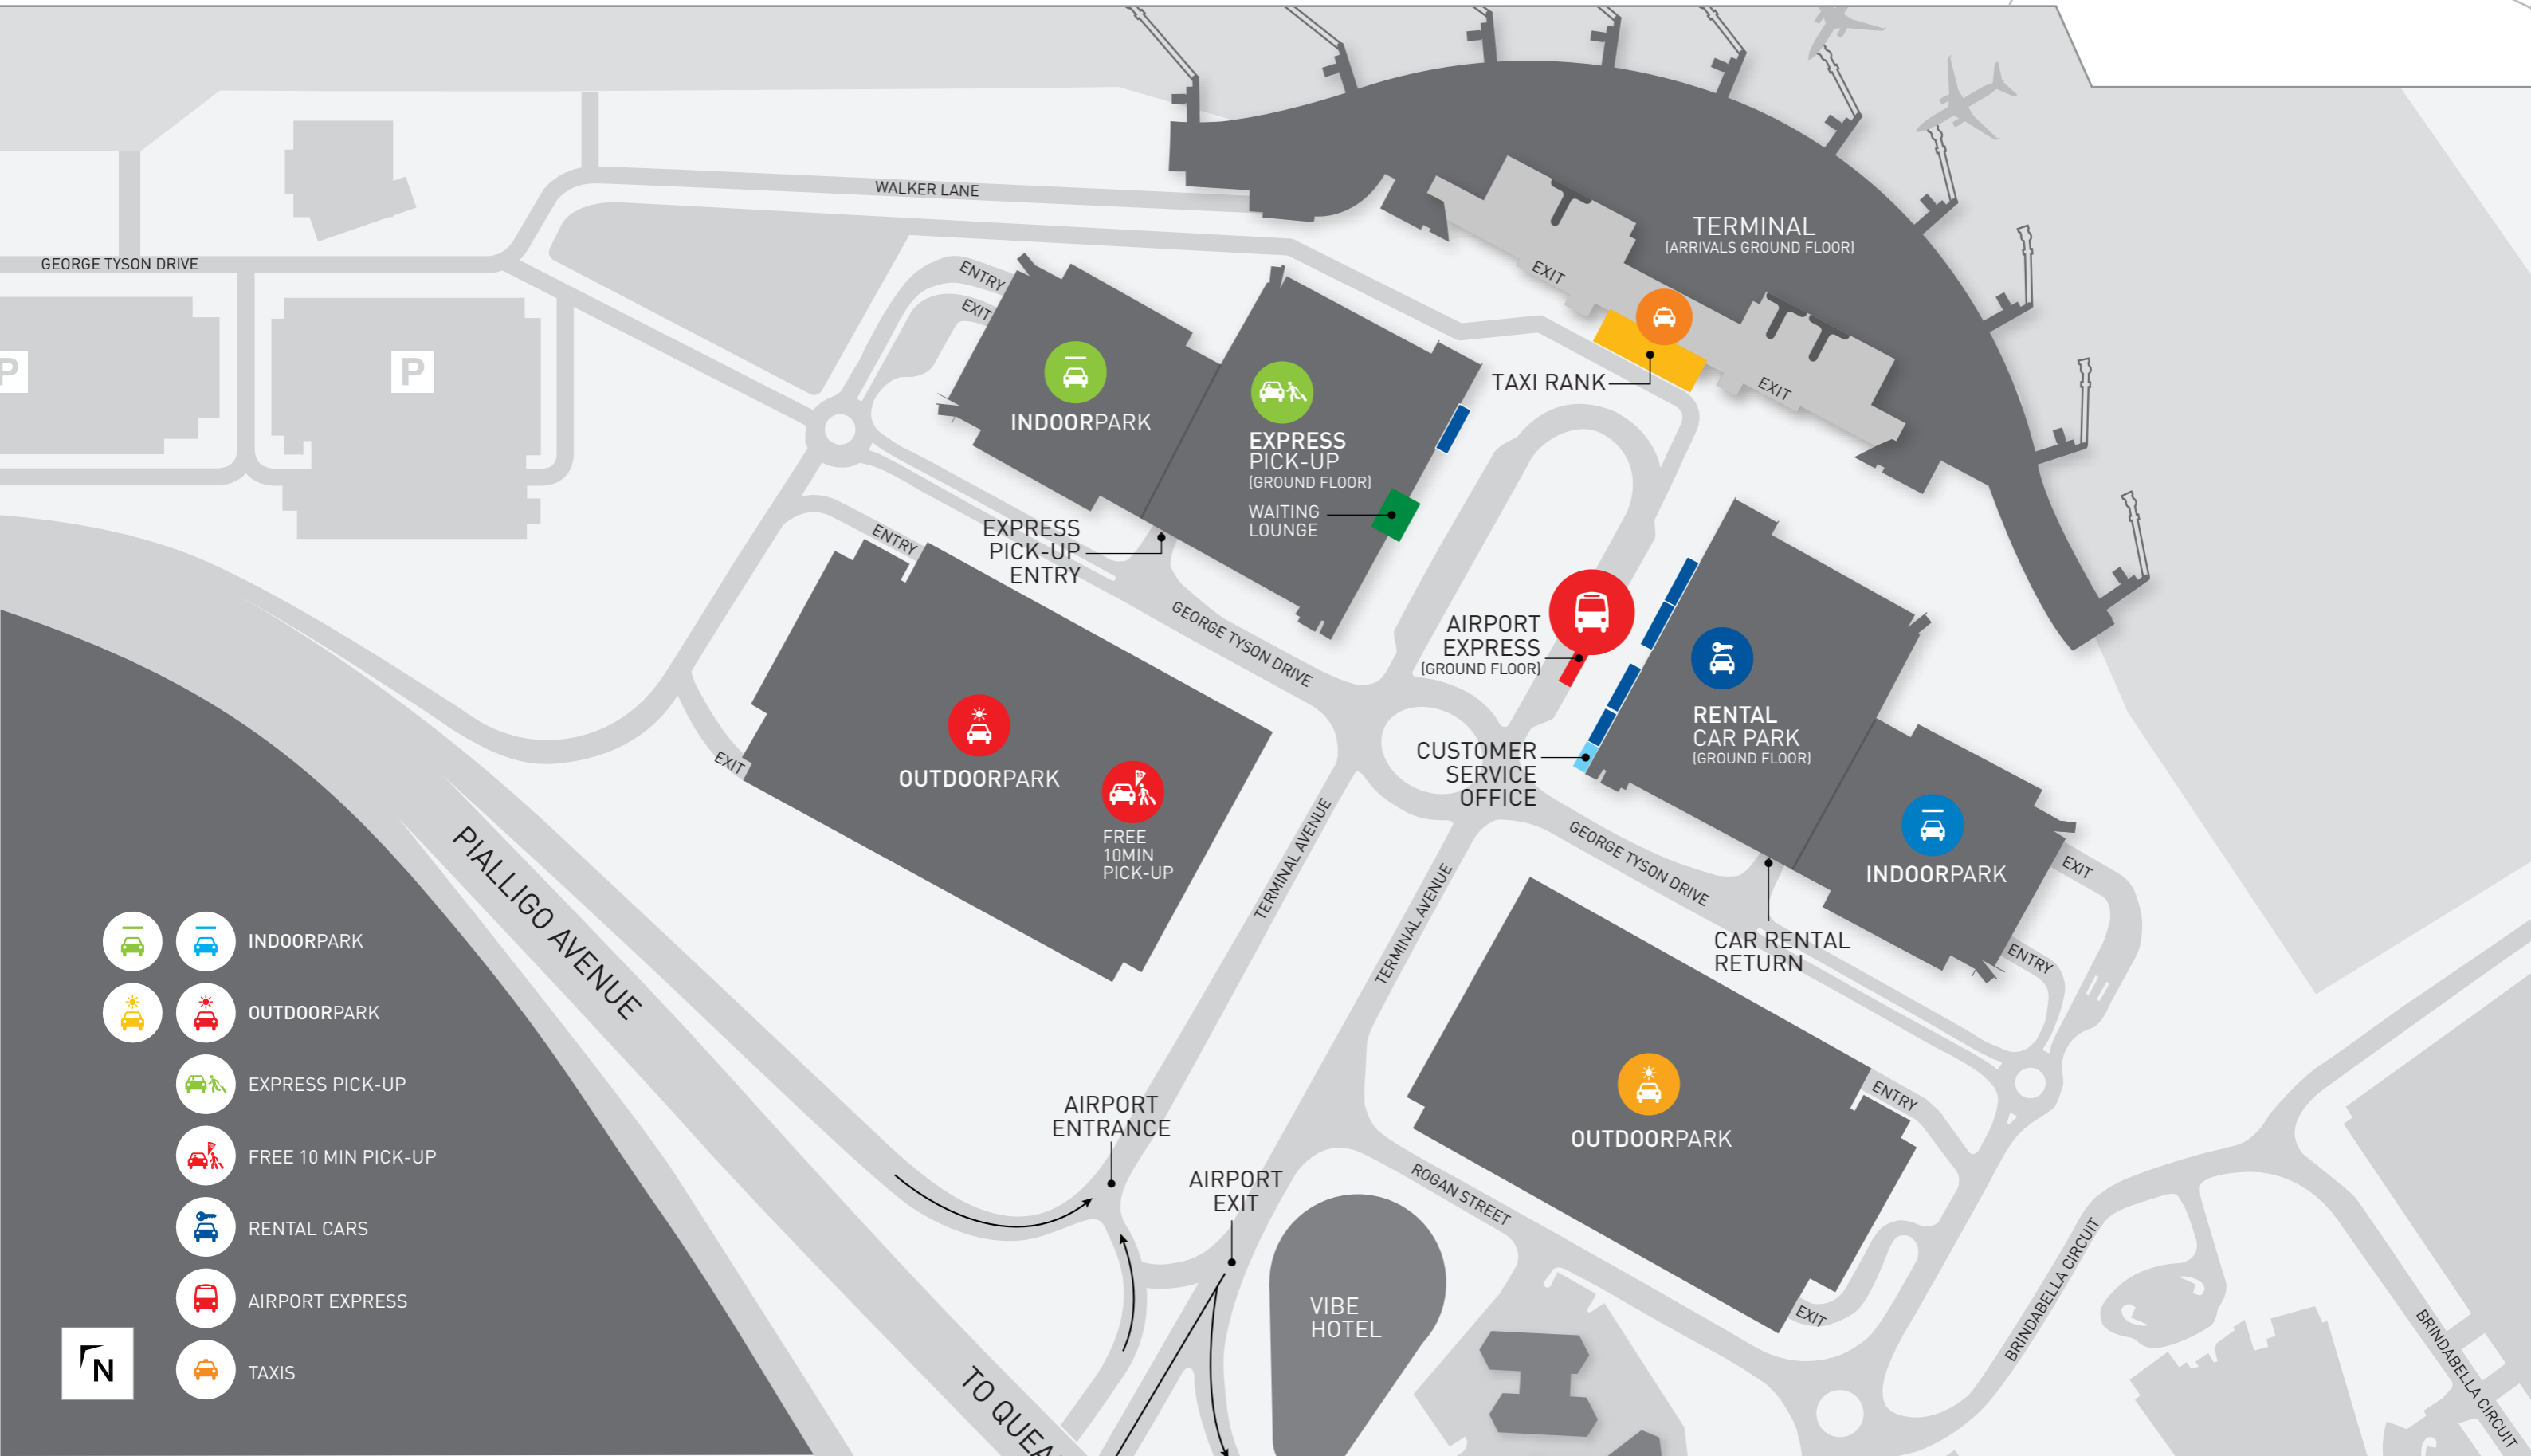 WALKER LANE
GEORGE TYSON DRIVE
TERMINAL
(ARRIVALS GROUND FLOOR)
EXIT
EXIT
TAXI RANK
ENTRY
EXIT
P
P
INDOORPARK
EXPRESS
PICK-UP
(GROUND FLOOR)
WAITING
LOUNGE
EXPRESS
PICK-UP
ENTRY
ENTRY
GEORGE TYSON DRIVE
AIRPORT
EXPRESS
(GROUND FLOOR)
RENTAL
CAR PARK
(GROUND FLOOR)
CUSTOMER
SERVICE
OFFICE
EXIT
OUTDOORPARK
FREE
10MIN
PICK-UP
TERMINAL AVENUE
TERMINAL AVENUE
GEORGE TYSON DRIVE
INDOORPARK
EXIT
ENTRY
CAR RENTAL
RETURN
PIALLIGO AVENUE
OUTDOORPARK
ENTRY
EXIT
AIRPORT
ENTRANCE
AIRPORT
EXIT
ROGAN STREET
VIBE
HOTEL
BRINDABELLA CIRCUIT
BRINDABELLA CIRCUIT
INDOORPARK
OUTDOORPARK
EXPRESS PICK-UP
FREE 10 MIN PICK-UP
RENTAL CARS
AIRPORT EXPRESS
TAXIS
N
TO